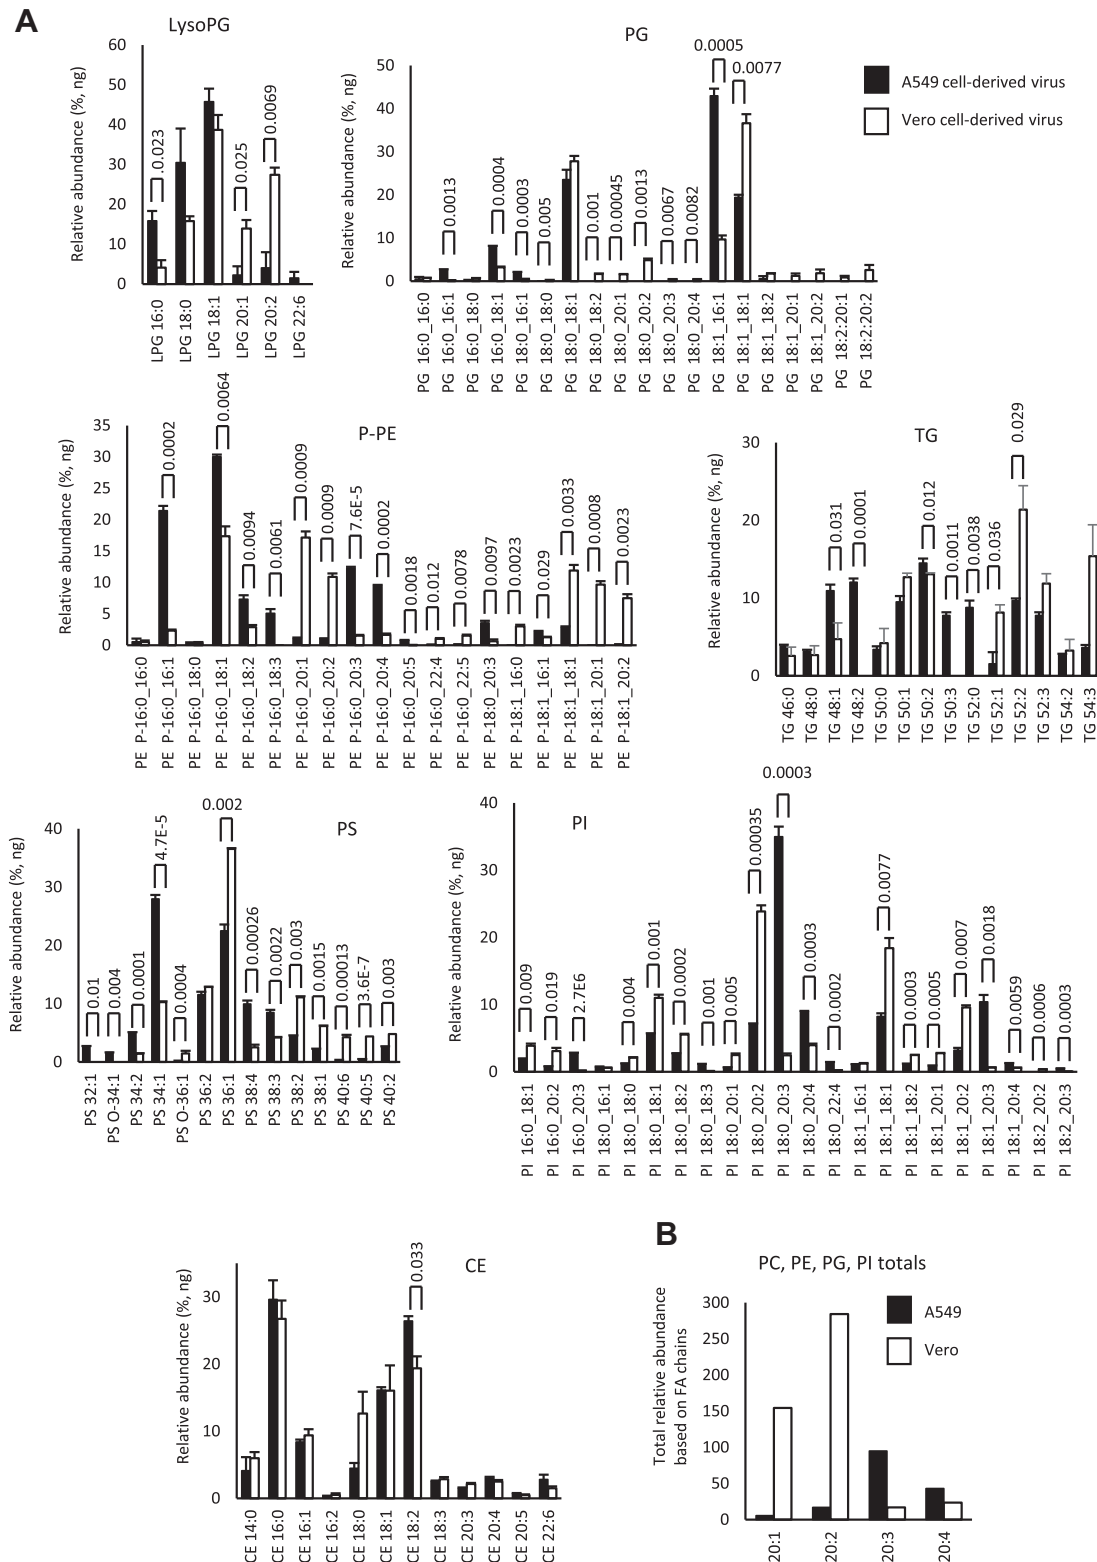 A
LysoPG
Relative abundance (%, ng)
60
50
40
30
20
10
0
.0.023
0.025
0.0069
LPG 16:0
LPG 18:0
LPG 18:1
LPG 20:1
LPG 20:2
LPG 22:6
PG
Relative abundance (%, ng)
50
40
30
20
10
0
0.0013
0.0004
0.0003
0.005
0.001
0.00045
0.0013
0.0067
0.0082
0.0005
0.0077
PG 16:0_16:0
PG 16:0_16:1
PG 16:0_18:0
PG 16:0_18:1
PG 18:0_16:1
PG 18:0_18:0
PG 18:0_18:1
PG 18:0_18:2
PG 18:0_20:1
PG 18:0_20:2
PG 18:0_20:3
PG 18:0_20:4
PG 18:1_16:1
PG 18:1_18:1
PG 18:1_18:2
PG 18:1_20:1
PG 18:1_20:2
PG 18:2:20:1
PG 18:2:20:2
A549 cell-derived virus
Vero cell-derived virus
P-PE
Relative abundance (%, ng)
35
30
25
20
15
10
5
0
0.0002
0.0064
0.0094
0.0061
0.0009
0.0009
7.6E-5
0.0002
0.0018
0.012
0.0078
0.0097
0.0023
0.029
0.0033
0.0008
0.0023
PE P-16:0_16:0
PE P-16:0_16:1
PE P-16:0_18:0
PE P-16:0_18:1
PE P-16:0_18:2
PE P-16:0_18:3
PE P-16:0_20:1
PE P-16:0_20:2
PE P-16:0_20:3
PE P-16:0_20:4
PE P-16:0_20:5
PE P-16:0_22:4
PE P-16:0_22:5
PE P-18:0_20:3
PE P-18:1_16:0
PE P-18:1_16:1
PE P-18:1_18:1
PE P-18:1_20:1
PE P-18:1_20:2
TG
Relative abundance (%, ng)
30
20
10
0
0.031
0.0001
0.012
0.0011
0.0038
0.036
0.029
TG 46:0
TG 48:0
TG 48:1
TG 48:2
TG 50:0
TG 50:1
TG 50:2
TG 50:3
TG 52:0
TG 52:1
TG 52:2
TG 52:3
TG 54:2
TG 54:3
PS
Relative abundance (%, ng)
40
30
20
10
0
0.01
0.004
0.0001
4.7E-5
0.0004
0.002
0.00026
0.0022
0.003
0.0015
0.00013
3.6E-7
0.003
PS 32:1
PS O-34:1
PS 34:2
PS 34:1
PS O-36:1
PS 36:2
PS 36:1
PS 38:4
PS 38:3
PS 38:2
PS 38:1
PS 40:6
PS 40:5
PS 40:2
PI
Relative abundance (%, ng)
40
30
20
10
0
0.009
0.019
2.7E6
0.004
0.001
0.0002
0.001
0.005
0.00035
0.0003
0.0003
0.0002
0.0077
0.0003
0.0005
0.0007
0.0018
0.0059
0.0006
0.0003
PI 16:0_18:1
PI 16:0_20:2
PI 16:0_20:3
PI 18:0_16:1
PI 18:0_18:0
PI 18:0_18:1
PI 18:0_18:2
PI 18:0_18:3
PI 18:0_20:1
PI 18:0_20:2
PI 18:0_20:3
PI 18:0_20:4
PI 18:0_22:4
PI 18:1_16:1
PI 18:1_18:1
PI 18:1_18:2
PI 18:1_20:1
PI 18:1_20:2
PI 18:1_20:3
PI 18:1_20:4
PI 18:2_20:2
PI 18:2_20:3
CE
Relative abundance (%, ng)
30
20
10
0
0.033
CE 14:0
CE 16:0
CE 16:1
CE 16:2
CE 18:0
CE 18:1
CE 18:2
CE 18:3
CE 20:3
CE 20:4
CE 20:5
CE 22:6
B
PC, PE, PG, PI totals
Total relative abundance
based on FA chains
300
250
200
150
100
50
0
A549
Vero
20:1
20:2
20:3
20:4